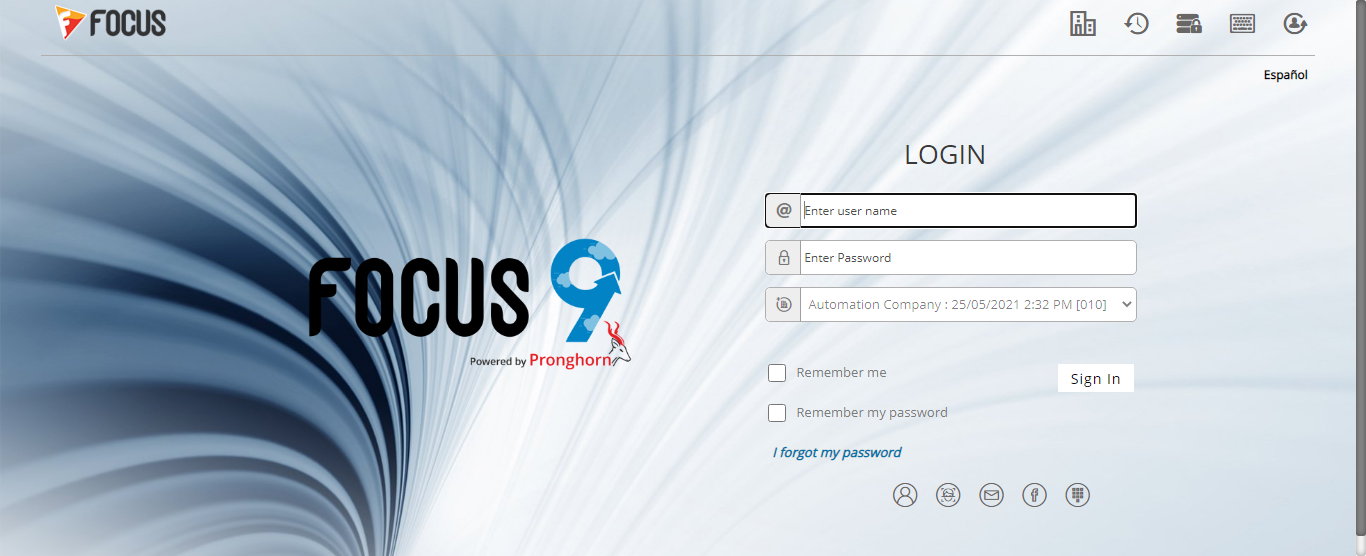 FOCUS
Español
LOGIN
@ Enter user name
Enter Password
Automation Company : 25/05/2021 2:32 PM [010]
FOCUS 9
Powered by Pronghorn
Remember me
Sign In
Remember my password
I forgot my password